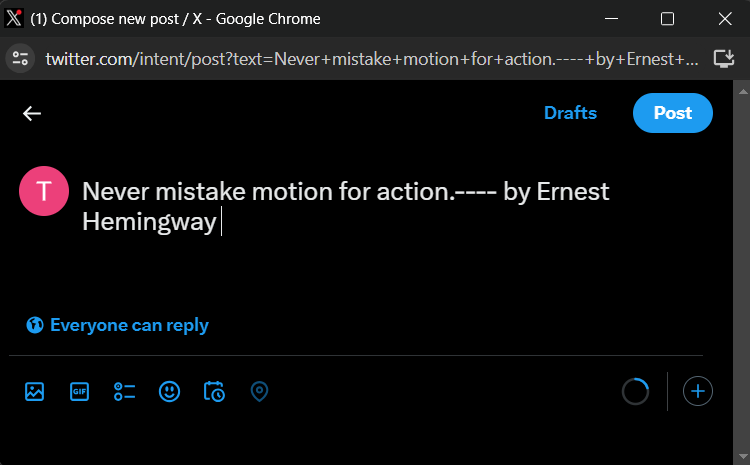 (1) Compose new post / X - Google Chrome
twitter.com/intent/post?text=Never+mistake+motion+for+action.----+by+Ernest+...
Drafts
Post
T
Never mistake motion for action.---- by Ernest
Hemingway
Everyone can reply
GIF